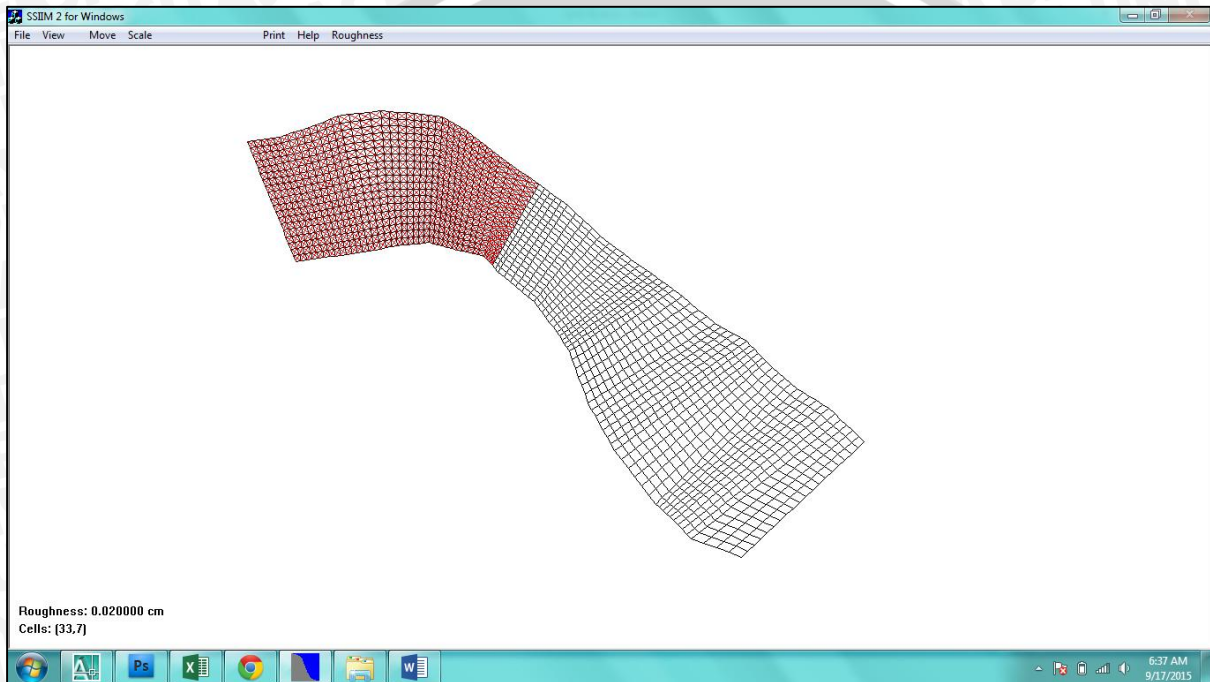 SSIIM 2 for Windows
File View Move Scale Print Help Roughness
Roughness: 0.020000 cm
Cells: (33,7)
Ps
6:37 AM
9/17/2015